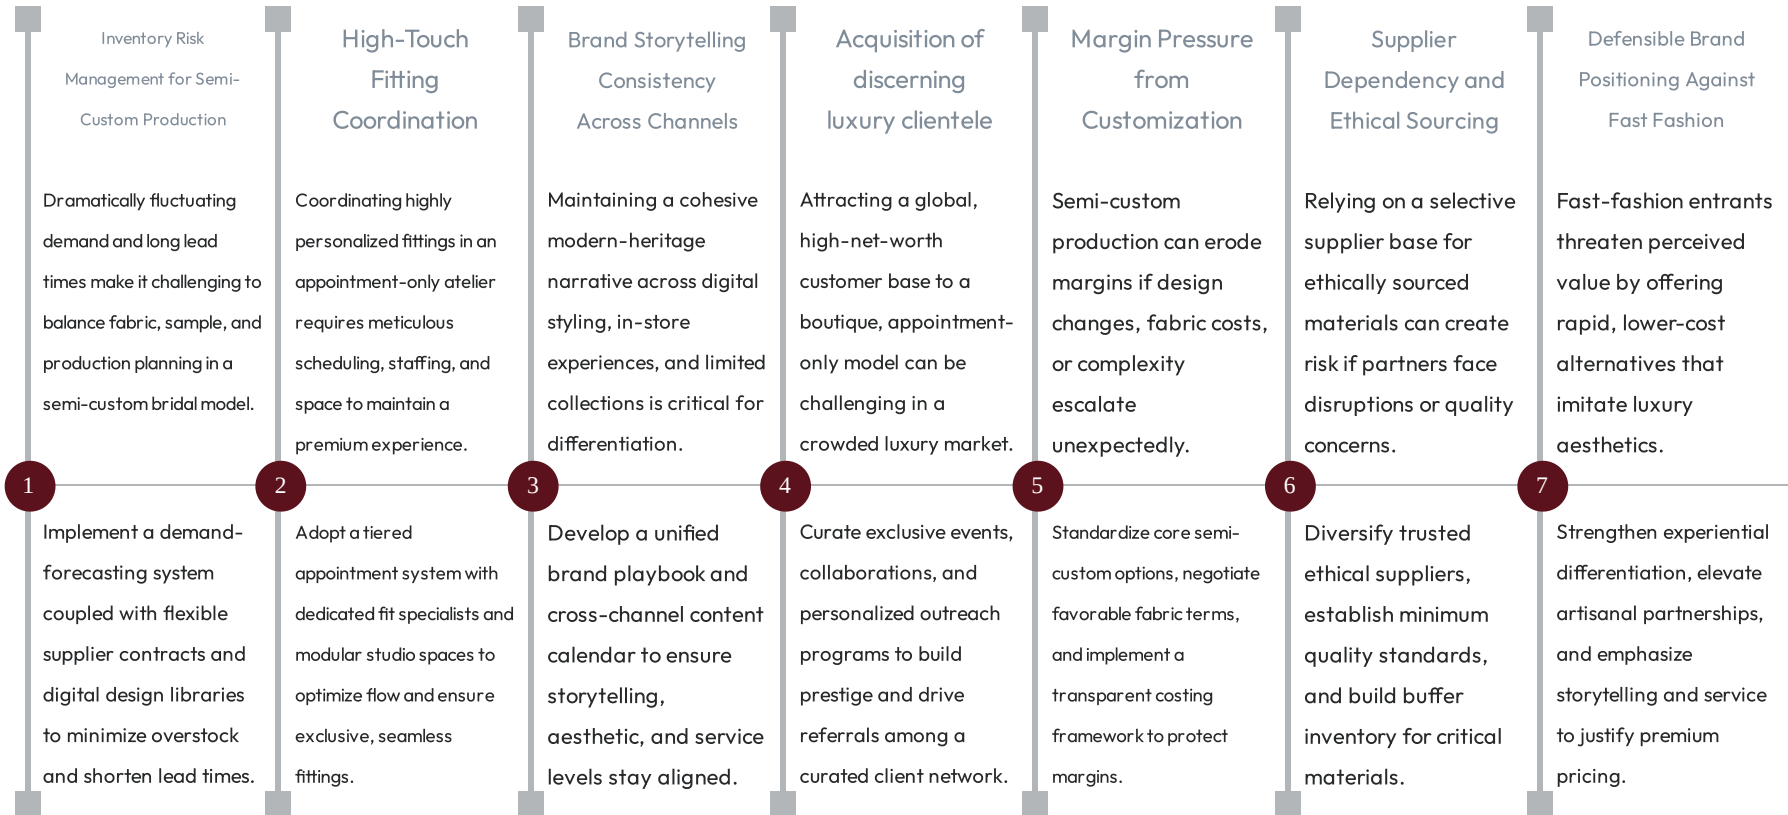 Inventory Risk
Management for Semi-
Custom Production
Dramatically fluctuating
demand and long lead
times make it challenging to
balance fabric, sample, and
production planning in a
semi-custom bridal model.
1
Implement a demand-
forecasting system
coupled with flexible
supplier contracts and
digital design libraries
to minimize overstock
and shorten lead times.
High-Touch
Fitting
Coordination
Coordinating highly
personalized fittings in an
appointment-only atelier
requires meticulous
scheduling, staffing, and
space to maintain a
premium experience.
2
Adopt a tiered
appointment system with
dedicated fit specialists and
modular studio spaces to
optimize flow and ensure
exclusive, seamless
fittings.
Brand Storytelling
Consistency
Across Channels
Maintaining a cohesive
modern-heritage
narrative across digital
styling, in-store
experiences, and limited
collections is critical for
differentiation.
3
Develop a unified
brand playbook and
cross-channel content
calendar to ensure
storytelling,
aesthetic, and service
levels stay aligned.
Acquisition of
discerning
luxury clientele
Attracting a global,
high-net-worth
customer base to a
boutique, appointment-
only model can be
challenging in a
crowded luxury market.
4
Curate exclusive events,
collaborations, and
personalized outreach
programs to build
prestige and drive
referrals among a
curated client network.
Margin Pressure
from
Customization
Semi-custom
production can erode
margins if design
changes, fabric costs,
or complexity
escalate
unexpectedly.
5
Standardize core semi-
custom options, negotiate
favorable fabric terms,
and implement a
transparent costing
framework to protect
margins.
Supplier
Dependency and
Ethical Sourcing
Relying on a selective
supplier base for
ethically sourced
materials can create
risk if partners face
disruptions or quality
concerns.
6
Diversify trusted
ethical suppliers,
establish minimum
quality standards,
and build buffer
inventory for critical
materials.
Defensible Brand
Positioning Against
Fast Fashion
Fast-fashion entrants
threaten perceived
value by offering
rapid, lower-cost
alternatives that
imitate luxury
aesthetics.
7
Strengthen experiential
differentiation, elevate
artisanal partnerships,
and emphasize
storytelling and service
to justify premium
pricing.